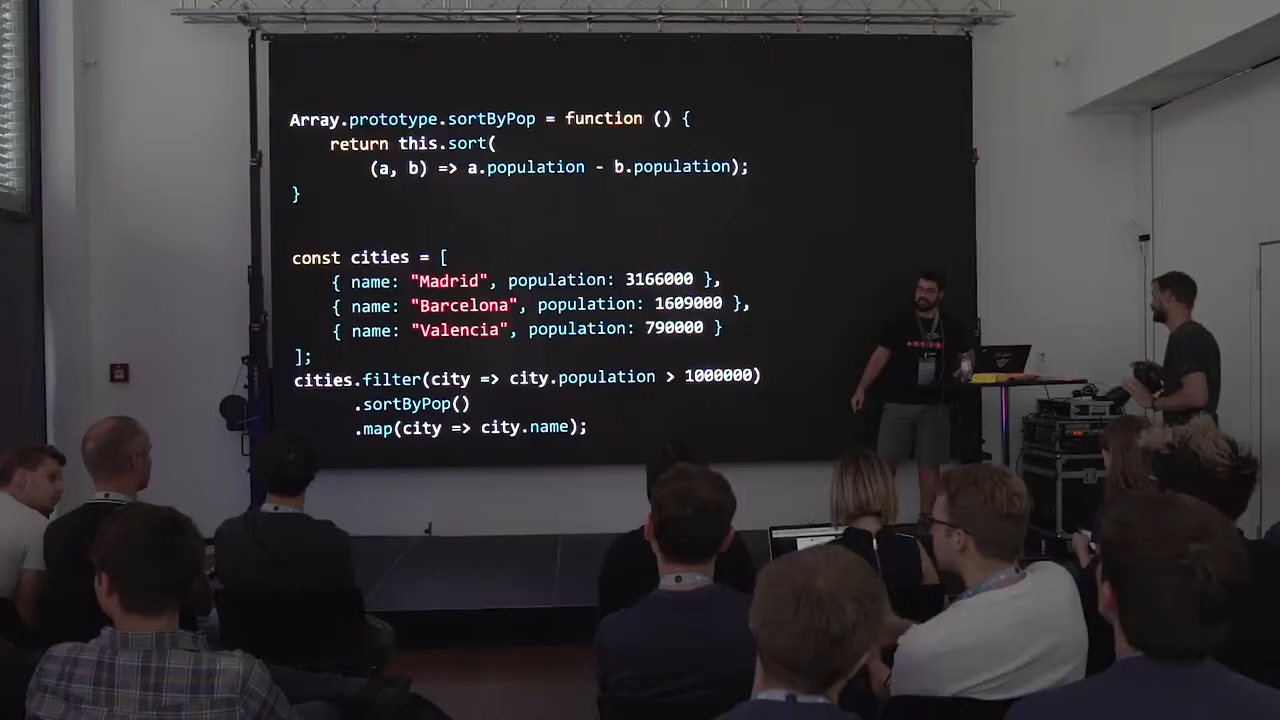 Array.prototype.sortByPop = function () {
return this.sort(
(a, b) => a.population - b.population);
}
const cities = [
{ name: "Madrid", population: 3166000 },
{ name: "Barcelona", population: 1609000 },
{ name: "Valencia", population: 790000 }
];
cities.filter(city => city.population > 1000000)
.sortByPop()
.map(city => city.name);